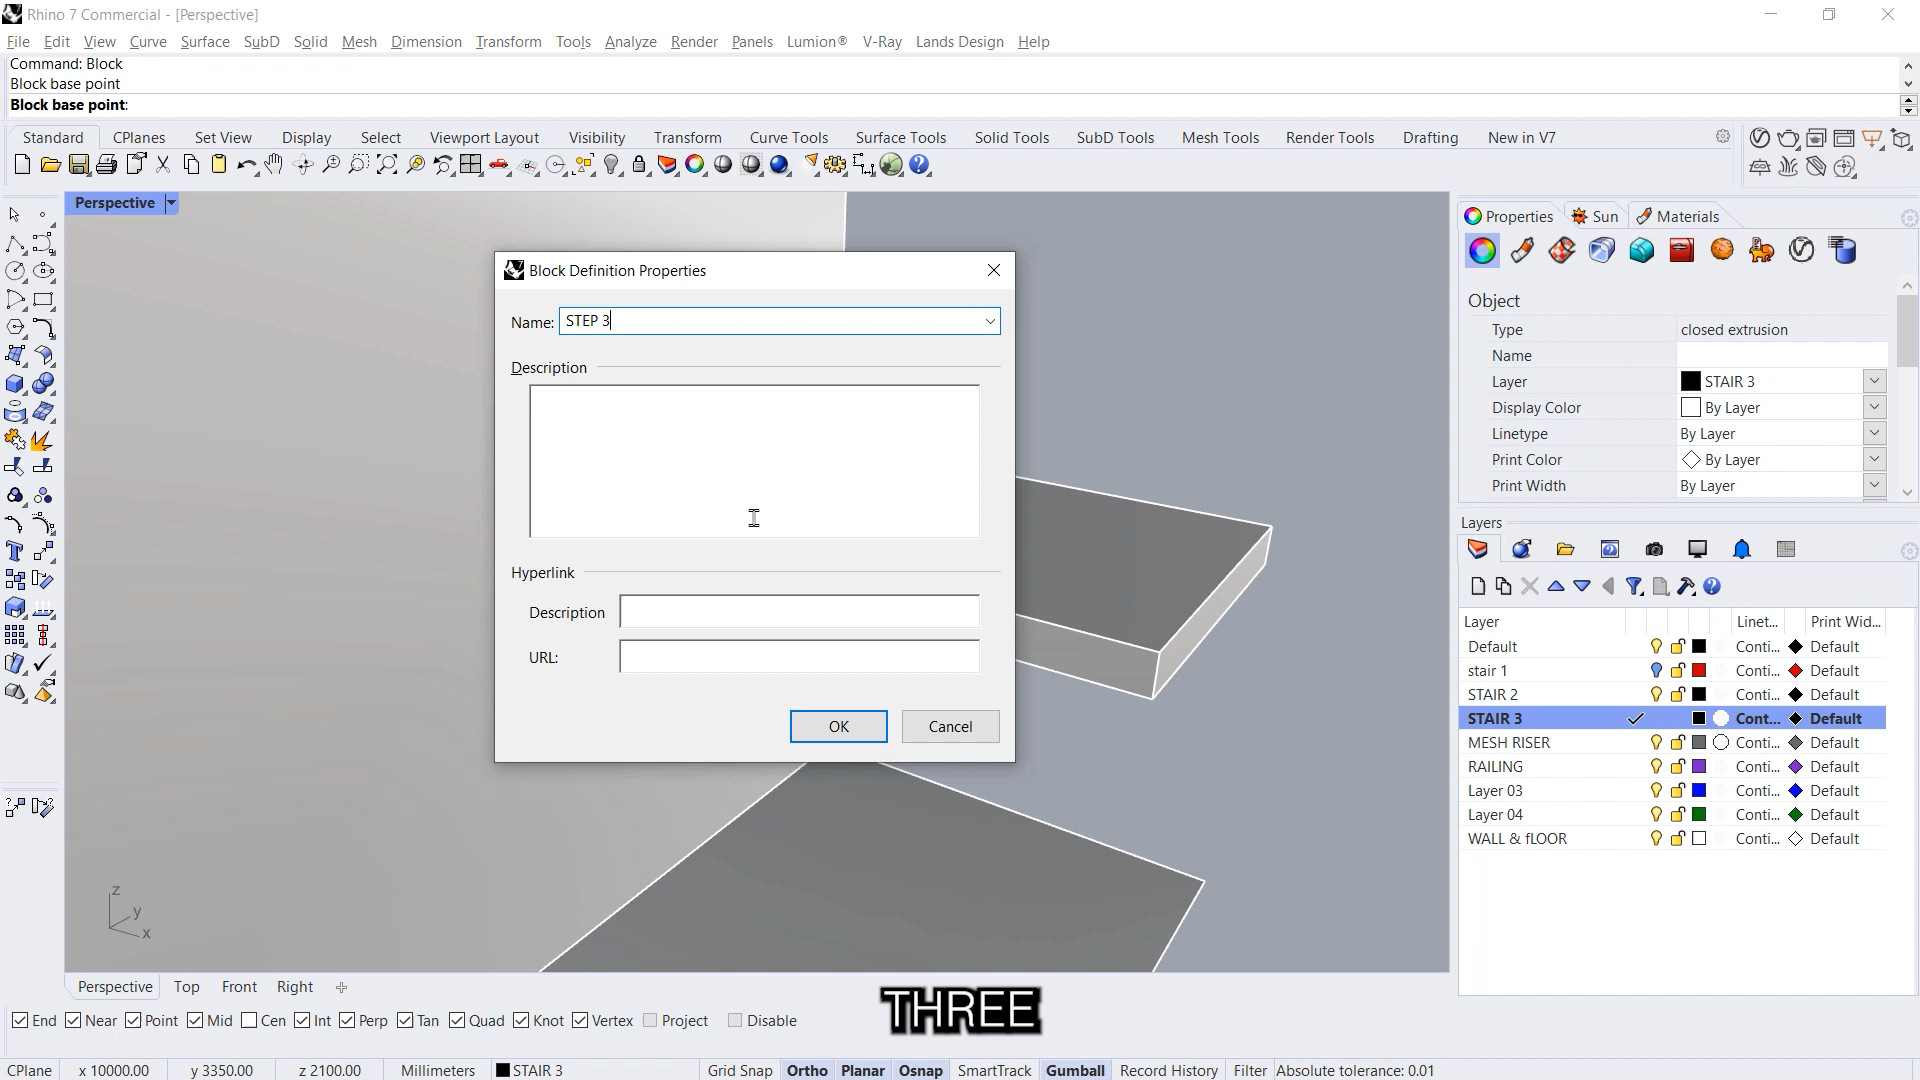 Rhino 7 Commercial - [Perspective]
File Edit View Curve Surface SubD Solid Mesh Dimension Transform Tools Analyze Render Panels Lumion® V-Ray Lands Design Help
Command: Block
Block base point
Block base point:
Standard CPlanes Set View Display Select Viewport Layout Visibility Transform Curve Tools Surface Tools Solid Tools SubD Tools Mesh Tools Render Tools Drafting New in V7
Perspective
Block Definition Properties
Name: STEP 3
Description
Hyperlink
Description
URL:
OK Cancel
z
y
x
Properties Sun Materials
Object
Type closed extrusion
Name
Layer STAIR 3
Display Color By Layer
Linetype By Layer
Print Color By Layer
Print Width By Layer
Layers
Layer Linet... Print Wid...
Default Conti... Default
stair 1 Conti... Default
STAIR 2 Conti... Default
STAIR 3 Cont... Default
MESH RISER Conti... Default
RAILING Conti... Default
Layer 03 Conti... Default
Layer 04 Conti... Default
WALL & fLOOR Conti... Default
Perspective Top Front Right
THREE
End Near Point Mid Cen Int Perp Tan Quad Knot Vertex Project Disable
CPlane x 10000.00 y 3350.00 z 2100.00 Millimeters STAIR 3 Grid Snap Ortho Planar Osnap SmartTrack Gumball Record History Filter Absolute tolerance: 0.01